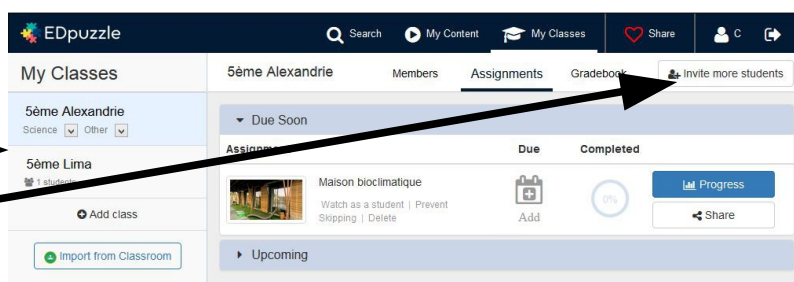 EDpuzzle
Search
My Content
My Classes
Share
C
My Classes
5ème Alexandrie
Science Other
5ème Lima
1 students
Add class
Import from Classroom
5ème Alexandrie
Members
Assignments
Gradebook
Invite more students
Due Soon
Due
Completed
Maison bioclimatique
Watch as a student | Prevent
Skipping | Delete
Add
0%
Progress
Share
Upcoming